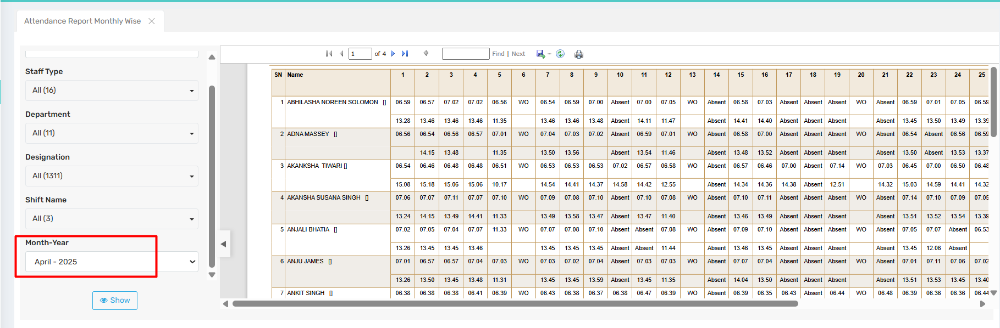 Attendance Report Monthly Wise
Staff Type
All (16)
Department
All (11)
Designation
All (1311)
Shift Name
All (3)
Month-Year
April - 2025
Show
1 of 4 Find | Next
SN Name 1 2 3 4 5 6 7 8 9 10 11 12 13 14 15 16 17 18 19 20 21 22 23 24 25
1 ABHILASHA NOREEN SOLOMON [] 06.59 06.57 07.02 07.02 06.56 WO 06.54 06.59 07.00 Absent 07.00 07.05 WO Absent 06.58 07.03 Absent Absent Absent WO Absent 06.59 07.01 07.05 06.59
13.28 13.46 13.46 13.46 11.35 13.46 13.46 13.48 Absent 14.11 11.47 Absent 14.41 14.40 Absent Absent Absent Absent 13.45 13.50 13.49 13.39
2 ADNA MASSEY [] 06.56 06.54 06.56 06.57 07.01 WO 07.04 07.03 07.02 Absent 06.59 07.01 WO Absent 06.58 07.00 Absent Absent Absent WO Absent 06.54 Absent 06.56 06.59
14.15 13.48 11.35 13.50 13.56 Absent 13.54 11.46 Absent 13.48 13.52 Absent Absent Absent Absent 13.50 Absent 13.53 13.37
3 AKANKSHA TIWARI [] 06.54 06.46 06.48 06.48 06.51 WO 06.53 06.53 06.53 07.02 06.57 06.58 WO Absent 06.57 06.46 07.00 Absent 07.14 WO 07.03 06.45 07.00 06.50 06.48
15.08 15.18 15.06 15.06 10.17 14.54 14.41 14.37 14.58 14.42 12.55 Absent 14.34 14.36 14.38 Absent 12.51 14.32 15.03 14.59 14.41 14.32
4 AKANSHA SUSANA SINGH [] 07.06 07.07 07.11 07.07 07.10 WO 07.09 07.08 07.10 Absent 07.10 07.08 WO Absent 07.10 07.11 Absent Absent Absent WO Absent 07.14 07.10 07.09 07.05
13.24 14.15 13.49 14.41 11.33 13.49 13.58 13.47 Absent 13.47 11.40 Absent 13.46 13.49 Absent Absent Absent Absent 13.51 13.52 13.54 13.39
5 ANJALI BHATIA [] 07.02 07.05 07.04 07.07 11.33 WO 07.07 07.08 07.10 Absent Absent 07.08 WO Absent 07.09 07.10 Absent Absent Absent WO Absent 07.05 07.07 Absent 06.53
13.26 13.45 13.45 13.46 13.45 13.45 13.45 Absent Absent 11.44 Absent 13.46 13.45 Absent Absent Absent Absent 13.45 12.06 Absent
6 ANJU JAMES [] 07.01 06.57 06.57 07.04 07.03 WO 07.03 07.02 07.04 Absent 07.03 07.03 WO Absent 07.07 07.04 Absent Absent Absent WO Absent 07.01 07.11 07.06 07.02
13.26 13.50 13.45 13.48 11.31 13.45 13.45 13.59 Absent 13.45 11.35 Absent 14.04 13.50 Absent Absent Absent Absent 13.51 13.53 13.45 13.40
7 ANKIT SINGH [] 06.38 06.38 06.38 06.41 06.39 WO 06.43 06.38 06.37 06.38 06.47 06.39 WO Absent 06.39 06.35 06.43 Absent 06.44 WO 06.48 06.39 06.36 06.36 06.44